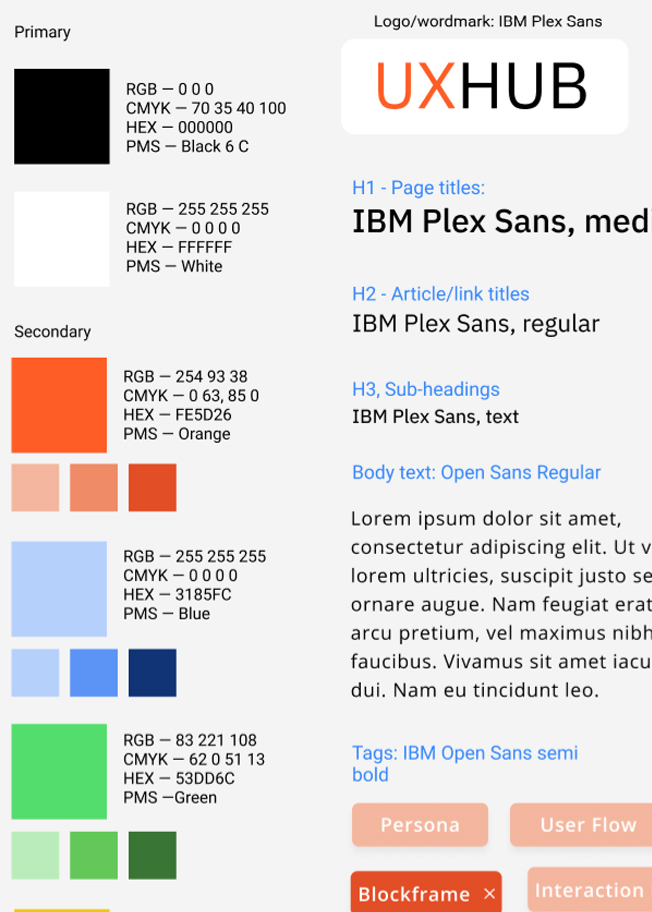 Primary
RGB — 0 0 0
CMYK — 70 35 40 100
HEX — 000000
PMS — Black 6 C
RGB — 255 255 255
CMYK — 0 0 0 0
HEX — FFFFFF
PMS — White
Secondary
RGB — 254 93 38
CMYK — 0 63, 85 0
HEX — FE5D26
PMS — Orange
RGB — 255 255 255
CMYK — 0 0 0 0
HEX — 3185FC
PMS — Blue
RGB — 83 221 108
CMYK — 62 0 51 13
HEX — 53DD6C
PMS —Green
Logo/wordmark: IBM Plex Sans
UXHUB
H1 - Page titles:
IBM Plex Sans, med
H2 - Article/link titles
IBM Plex Sans, regular
H3, Sub-headings
IBM Plex Sans, text
Body text: Open Sans Regular
Lorem ipsum dolor sit amet,
consectetur adipiscing elit. Ut v
lorem ultricies, suscipit justo se
ornare augue. Nam feugiat erat
arcu pretium, vel maximus nibh
faucibus. Vivamus sit amet iacu
dui. Nam eu tincidunt leo.
Tags: IBM Open Sans semi
bold
Persona
User Flow
Blockframe ×
Interaction